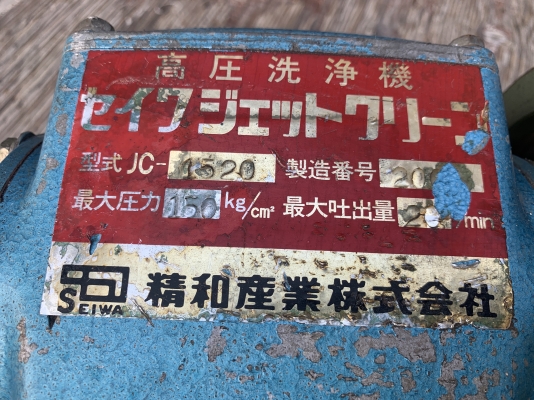 高圧洗浄機
セイワジェットクリーン
型式 JC- 1520 製造番号
最大圧力 150 kg/cm² 最大吐出量 /min
SEIWA 精和産業株式会社